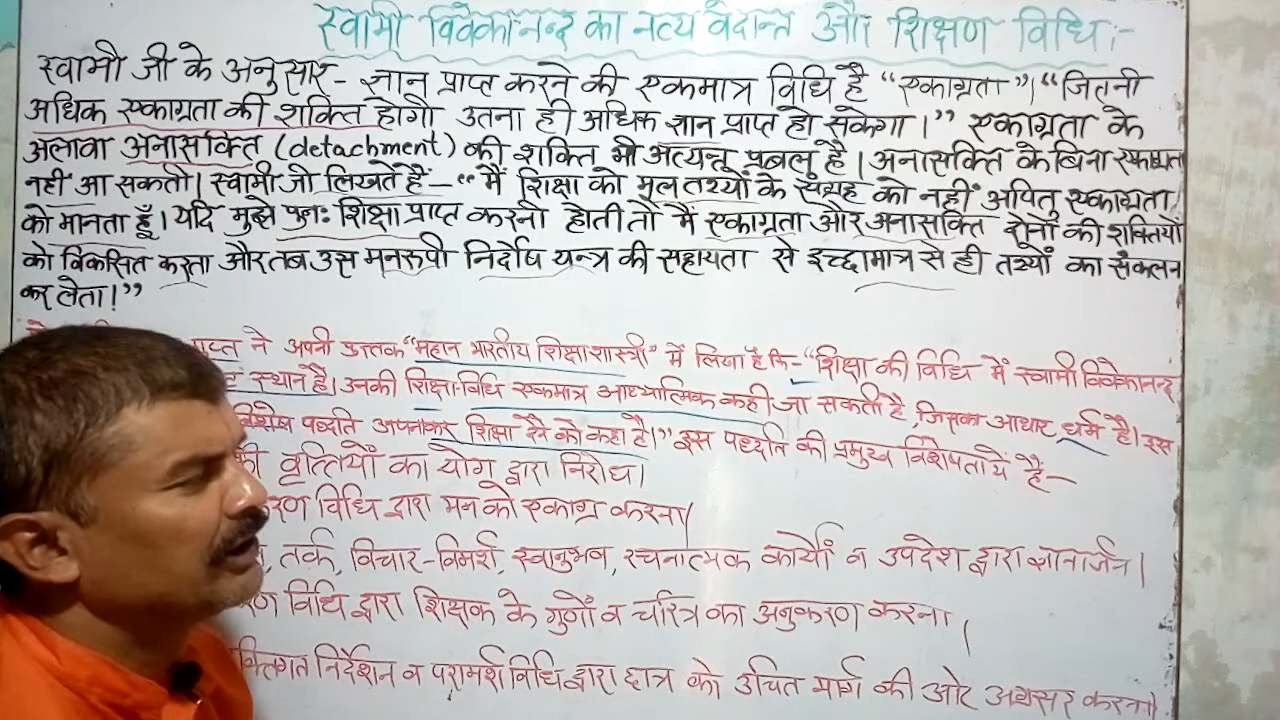 स्वामी विवेकानन्द का नव्य वेदान्त और शिक्षण विधि :-
स्वामी जी के अनुसार - ज्ञान प्राप्त करने की एकमात्र विधि है “एकाग्रता”। “जितनी
अधिक एकाग्रता की शक्ति होगी उतना ही अधिक ज्ञान प्राप्त हो सकेगा।” एकाग्रता के
अलावा अनासक्ति (detachment) की शक्ति भी अत्यन्त प्रबल है। अनासक्ति के बिना एकाग्रता
नहीं आ सकती। स्वामी जी लिखते हैं - “मैं शिक्षा को मूल तथ्यों के संग्रह को नहीं अपितु एकाग्रता
को मानता हूँ। यदि मुझे पुनः शिक्षा प्राप्त करनी होती तो मैं एकाग्रता और अनासक्ति दोनों की शक्तियों
को विकसित करता और तब उस मनरूपी निर्दोष यन्त्र की सहायता से इच्छामात्र से ही तथ्यों का संकलन
कर लेता।”
ने अपनी पुस्तक “महान भारतीय शिक्षाशास्त्री” में लिखा है कि - “शिक्षा की विधि में स्वामी विवेकानन्द
स्थान है। उनकी शिक्षा-विधि एकमात्र आध्यात्मिक कही जा सकती है, जिसका आधार धर्म है। इस
विशेष पद्धति अपनाकर शिक्षा देने को कहा है।” इस पद्धति की प्रमुख विशेषतायें हैं -
की वृत्तियों का योग द्वारा निरोध।
विधि द्वारा मन को एकाग्र करना।
तर्क, विचार-विमर्श, स्वानुभव, रचनात्मक कार्यों व उपदेश द्वारा ज्ञानार्जन।
विधि द्वारा शिक्षक के गुणों व चरित्र का अनुकरण करना।
निर्देशन व परामर्श विधि द्वारा छात्र को उचित मार्ग की ओर अग्रसर करना।